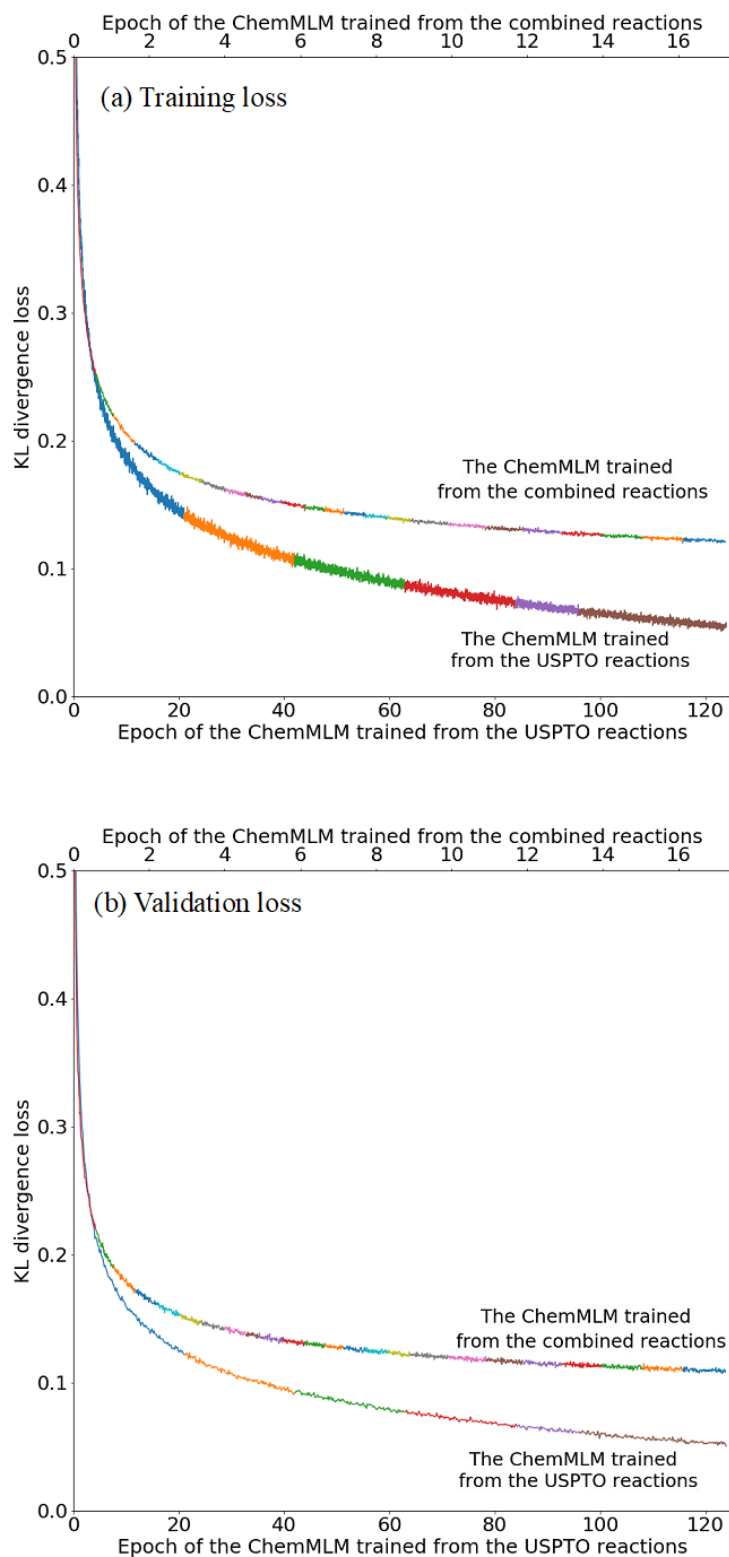 Epoch of the ChemMLM trained from the combined reactions
0 2 4 6 8 10 12 14 16
0.5
(a) Training loss
0.4
0.3
KL divergence loss
0.2
The ChemMLM trained
from the combined reactions
0.1
The ChemMLM trained
from the USPTO reactions
0.0
0 20 40 60 80 100 120
Epoch of the ChemMLM trained from the USPTO reactions
Epoch of the ChemMLM trained from the combined reactions
0 2 4 6 8 10 12 14 16
0.5
(b) Validation loss
0.4
0.3
KL divergence loss
0.2
The ChemMLM trained
from the combined reactions
0.1
The ChemMLM trained
from the USPTO reactions
0.0
0 20 40 60 80 100 120
Epoch of the ChemMLM trained from the USPTO reactions